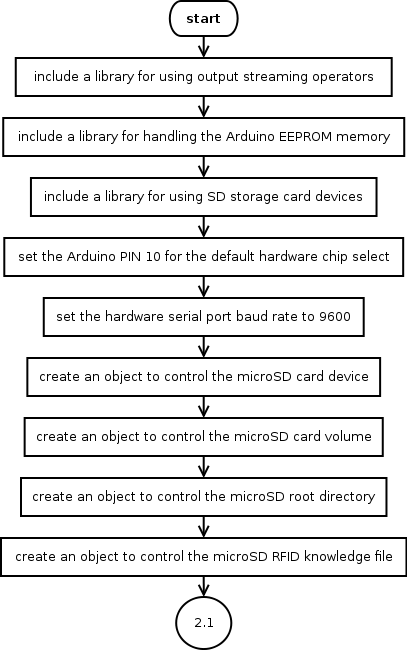 start
include a library for using output streaming operators
include a library for handling the Arduino EEPROM memory
include a library for using SD storage card devices
set the Arduino PIN 10 for the default hardware chip select
set the hardware serial port baud rate to 9600
create an object to control the microSD card device
create an object to control the microSD card volume
create an object to control the microSD root directory
create an object to control the microSD RFID knowledge file
2.1